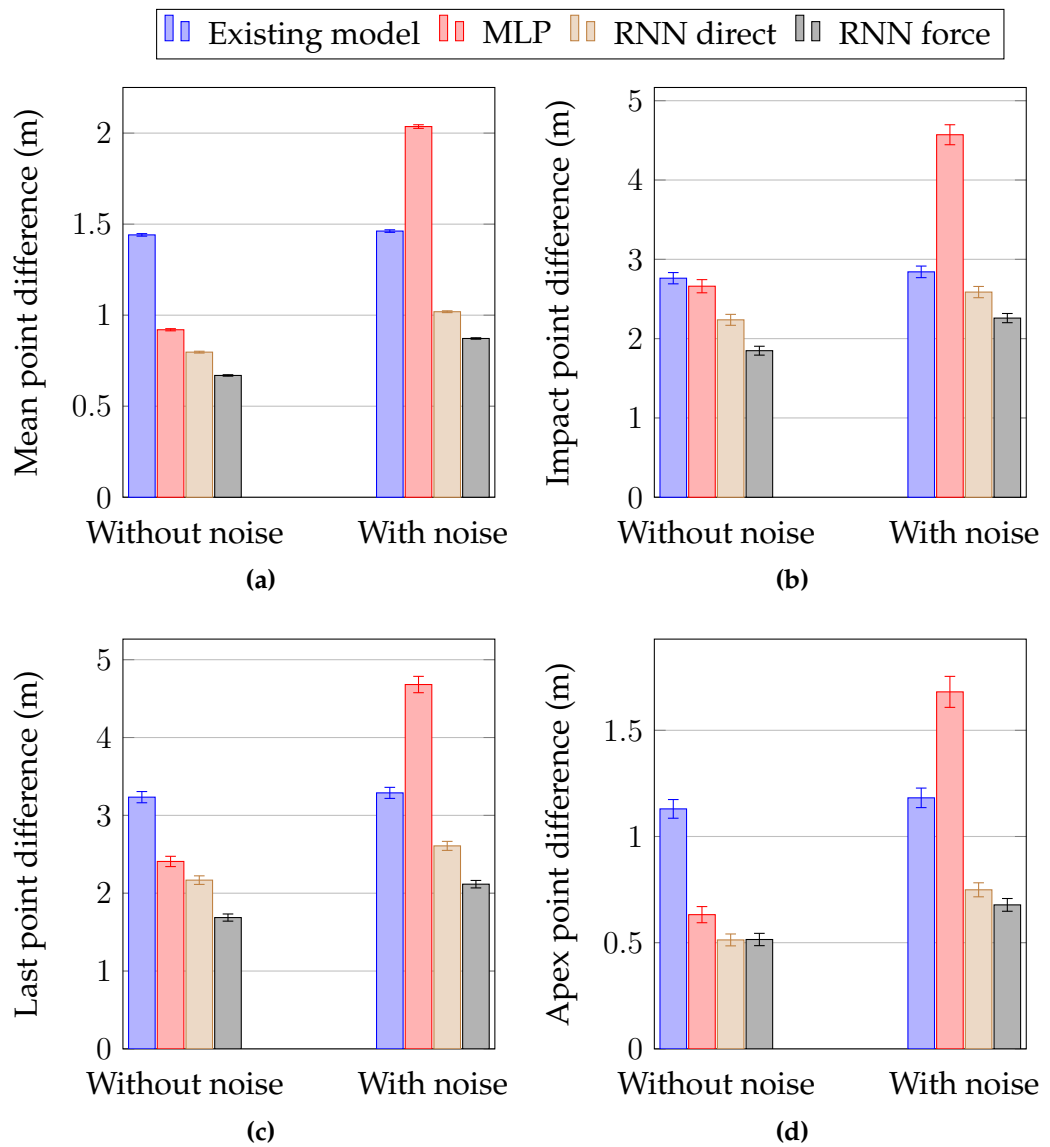 Existing model MLP RNN direct RNN force
Mean point difference (m)
2
1.5
1
0.5
0
Without noise With noise
(a)
Impact point difference (m)
5
4
3
2
1
0
Without noise With noise
(b)
Last point difference (m)
5
4
3
2
1
0
Without noise With noise
(c)
Apex point difference (m)
1.5
1
0.5
0
Without noise With noise
(d)